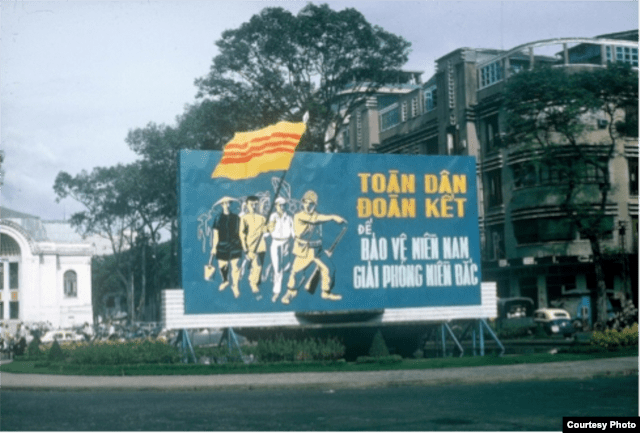 TOÀN DÂN
ĐOÀN KẾT
ĐỂ
BẢO VỆ MIỀN NAM
GIẢI PHÓNG MIỀN BẮC
Courtesy Photo